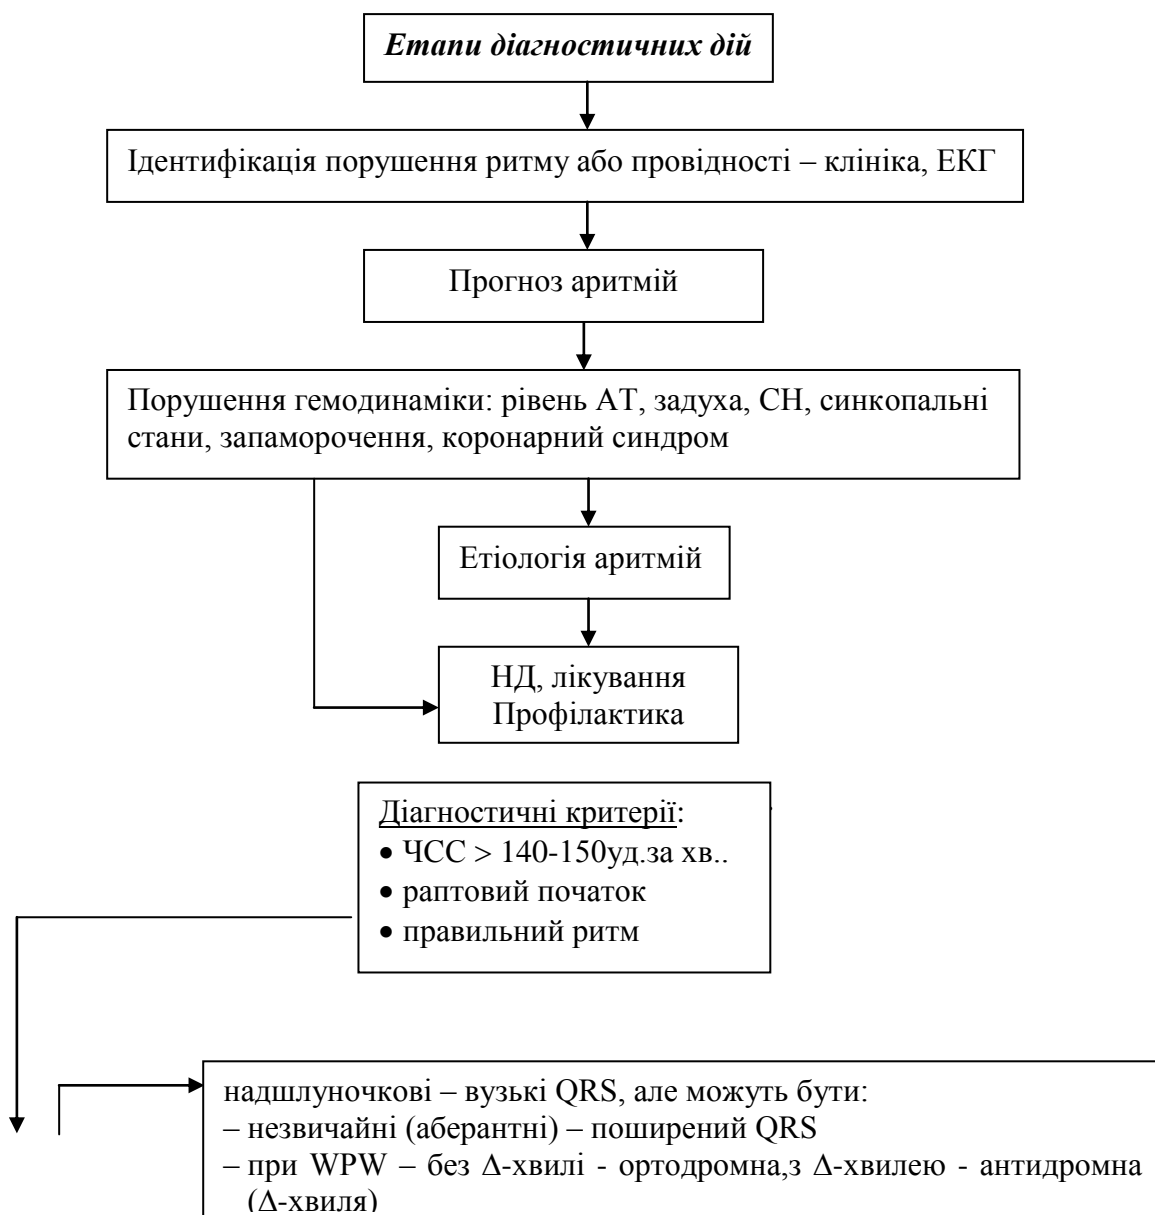 Етапи діагностичних дій
Ідентифікація порушення ритму або провідності – клініка, ЕКГ
Прогноз аритмій
Порушення гемодинаміки: рівень АТ, задуха, СН, синкопальні
стани, запаморочення, коронарний синдром
Етіологія аритмій
НД, лікування
Профілактика
Діагностичні критерії:
• ЧСС > 140-150уд.за хв..
• раптовий початок
• правильний ритм
надшлуночкові – вузькі QRS, але можуть бути:
– незвичайні (аберантні) – поширений QRS
– при WPW – без Δ-хвилі - ортодромна,з Δ-хвилею - антидромна
(Δ-хвиля)